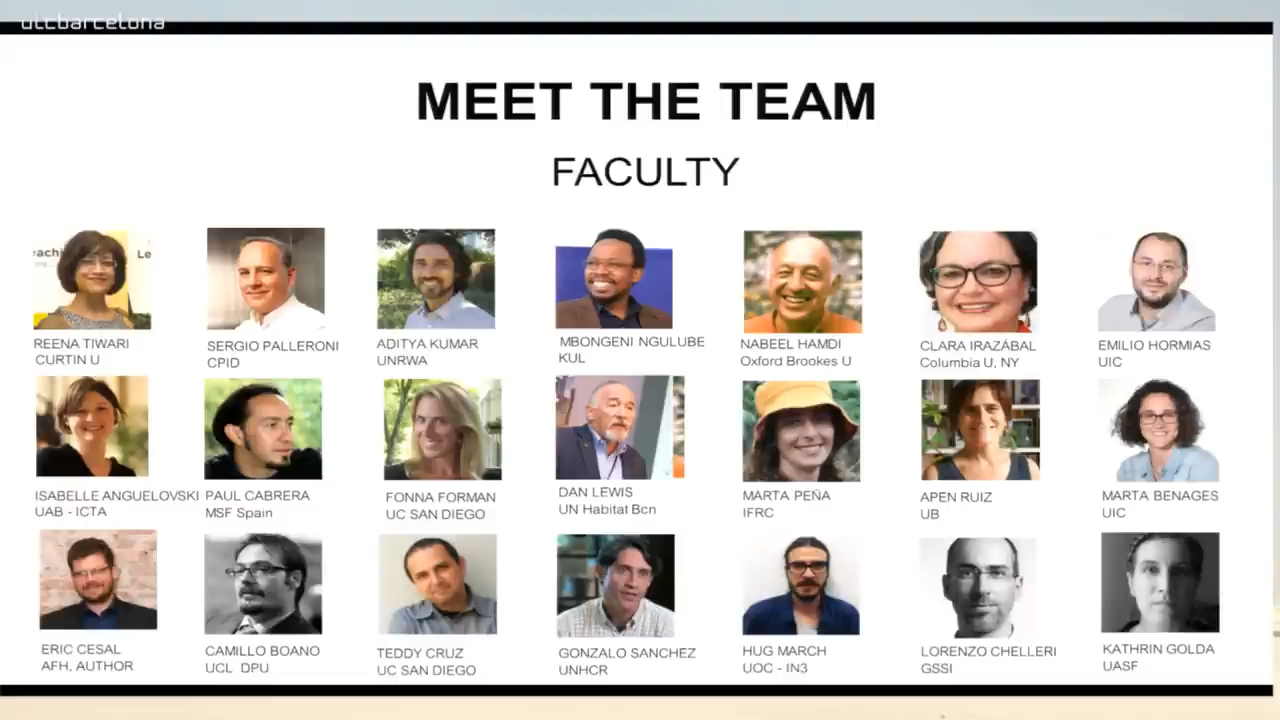 uicbarcelona
MEET THE TEAM
FACULTY
REENA TIWARI
CURTIN U
SERGIO PALLERONI
CPID
ADITYA KUMAR
UNRWA
MBONGENI NGULUBE
KUL
NABEEL HAMDI
Oxford Brookes U
CLARA IRAZÁBAL
Columbia U, NY
EMILIO HORMIAS
UIC
ISABELLE ANGUELOVSKI
UAB - ICTA
PAUL CABRERA
MSF Spain
FONNA FORMAN
UC SAN DIEGO
DAN LEWIS
UN Habitat Bcn
MARTA PEÑA
IFRC
APEN RUIZ
UB
MARTA BENAGES
UIC
ERIC CESAL
AFH, AUTHOR
CAMILLO BOANO
UCL DPU
TEDDY CRUZ
UC SAN DIEGO
GONZALO SANCHEZ
UNHCR
HUG MARCH
UOC - IN3
LORENZO CHELLERI
GSSI
KATHRIN GOLDA
UASF